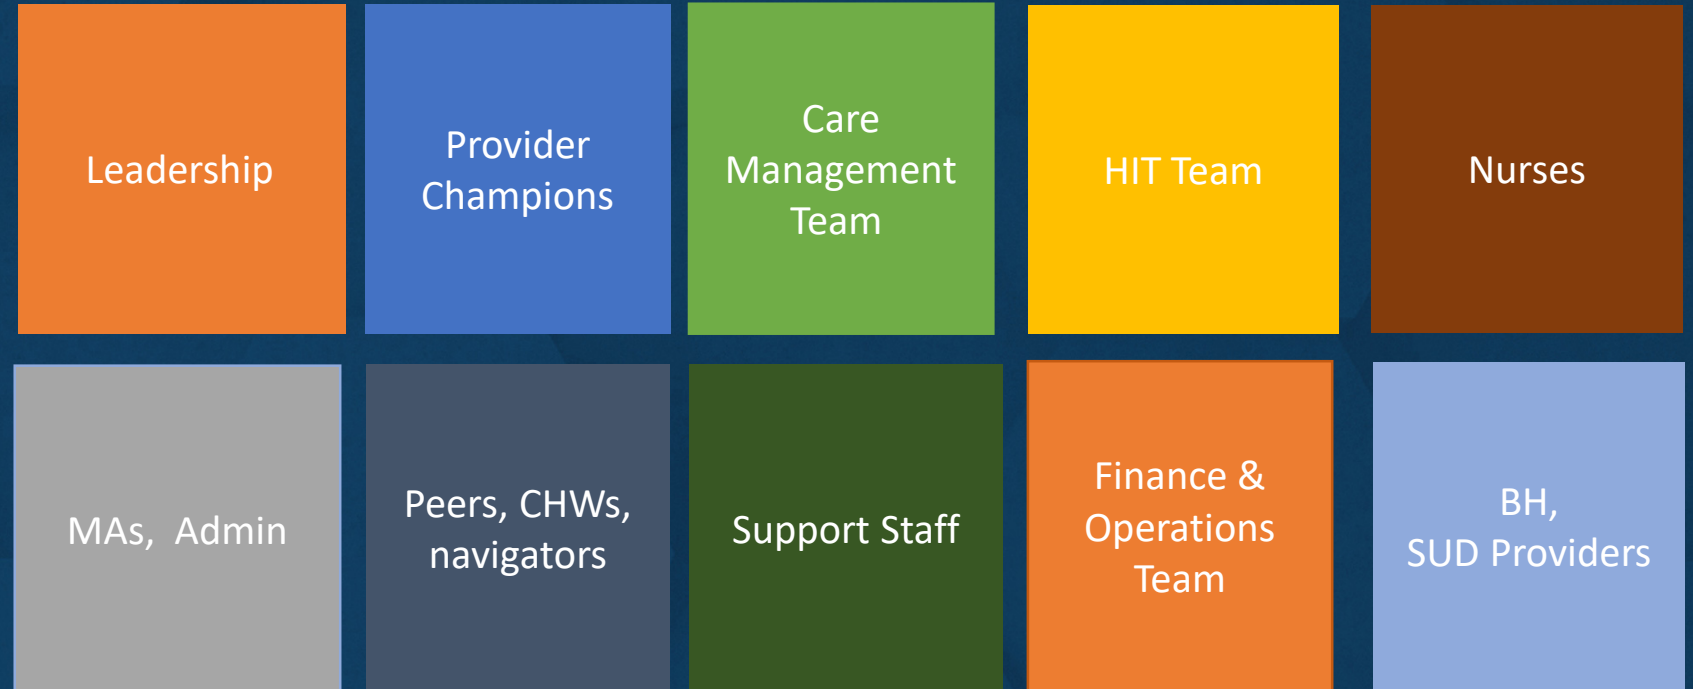 Leadership
Provider
Champions
Care
Management
Team
HIT Team
Nurses
MAs,  Admin
Peers, CHWs,
navigators
Support Staff
Finance &
Operations
Team
BH,
SUD Providers